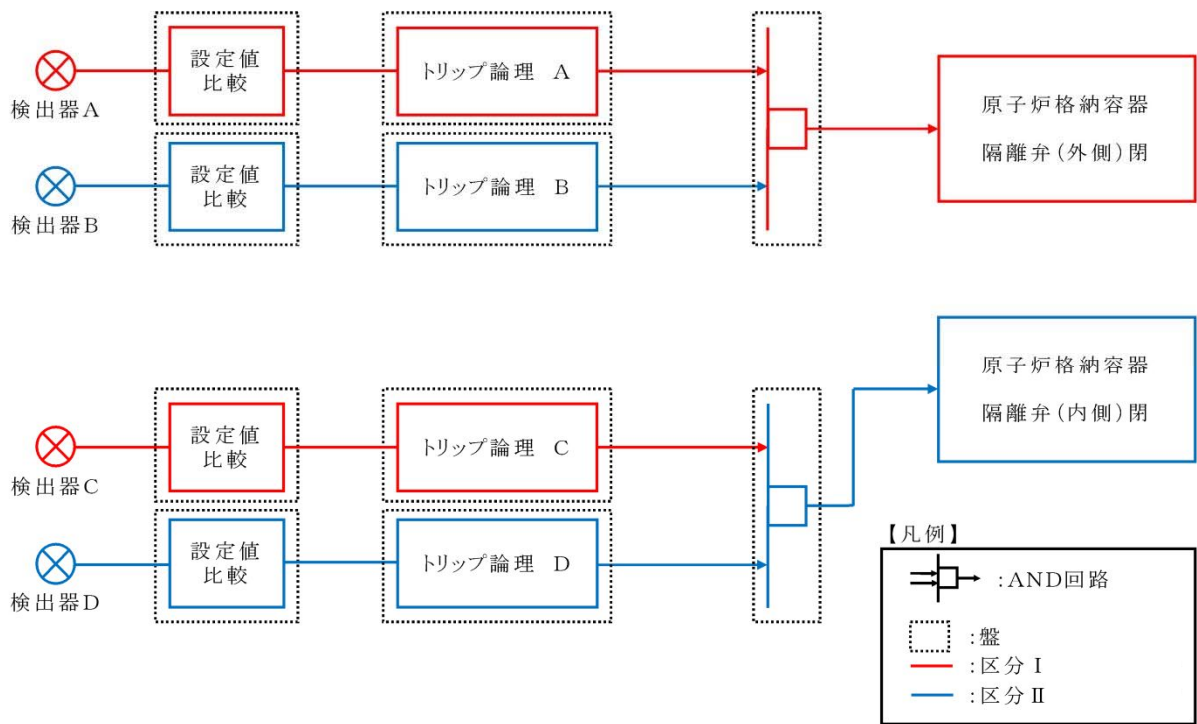 検出器A
設定値
比較
トリップ論理 A
検出器B
設定値
比較
トリップ論理 B
原子炉格納容器
隔離弁(外側)閉
検出器C
設定値
比較
トリップ論理 C
検出器D
設定値
比較
トリップ論理 D
原子炉格納容器
隔離弁(内側)閉
【凡例】
:AND回路
:盤
:区分Ⅰ
:区分Ⅱ